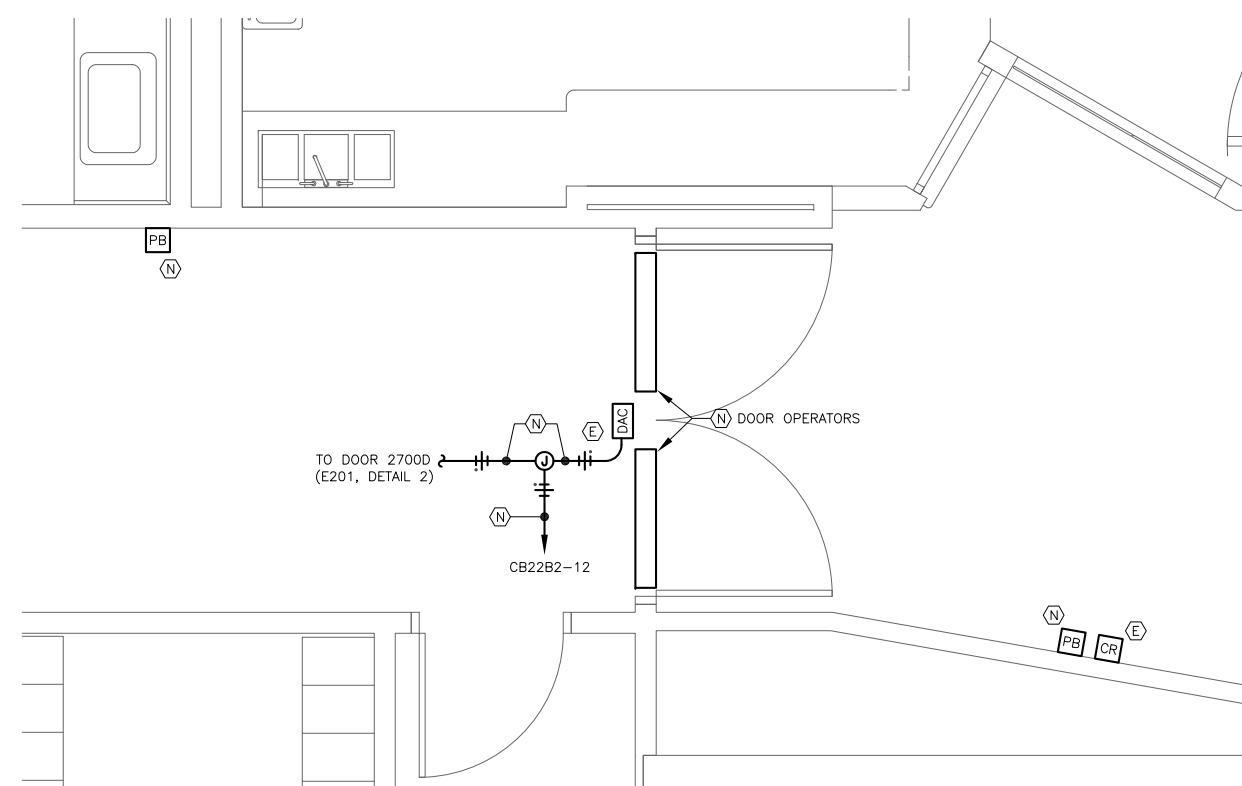 PB
N
N
E
DAC
N DOOR OPERATORS
TO DOOR 2700D
(E201, DETAIL 2)
J
N
CB22B2-12
N
E
PB
CR